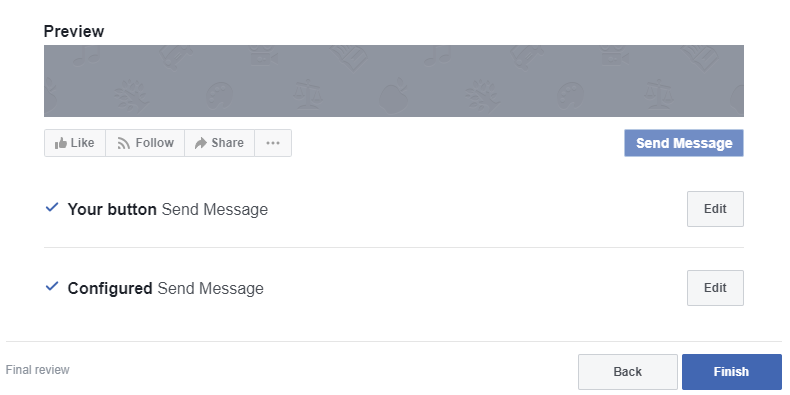 Preview
Like Follow Share ... Send Message
Your button Send Message Edit
Configured Send Message Edit
Final review Back Finish